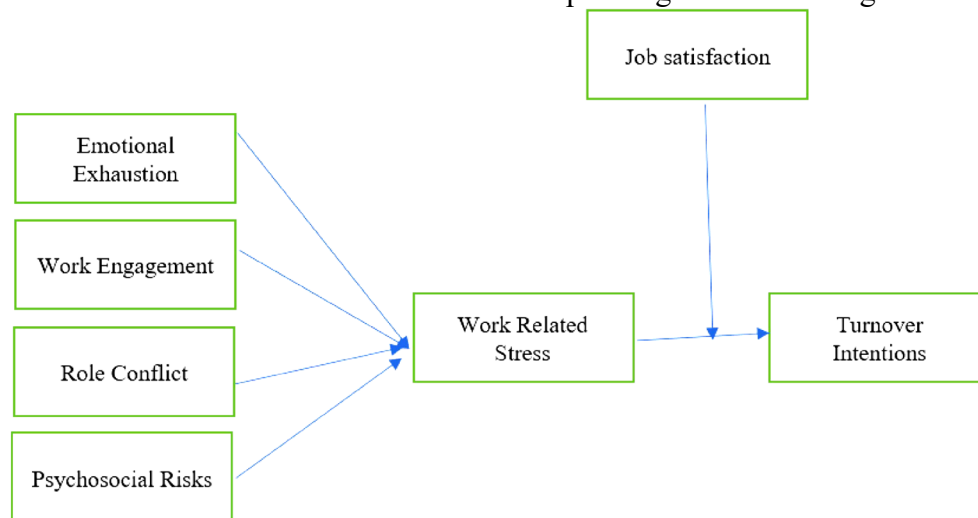 Job satisfaction
Emotional
Exhaustion
Work Engagement
Work Related
Stress
Turnover
Intentions
Role Conflict
Psychosocial Risks